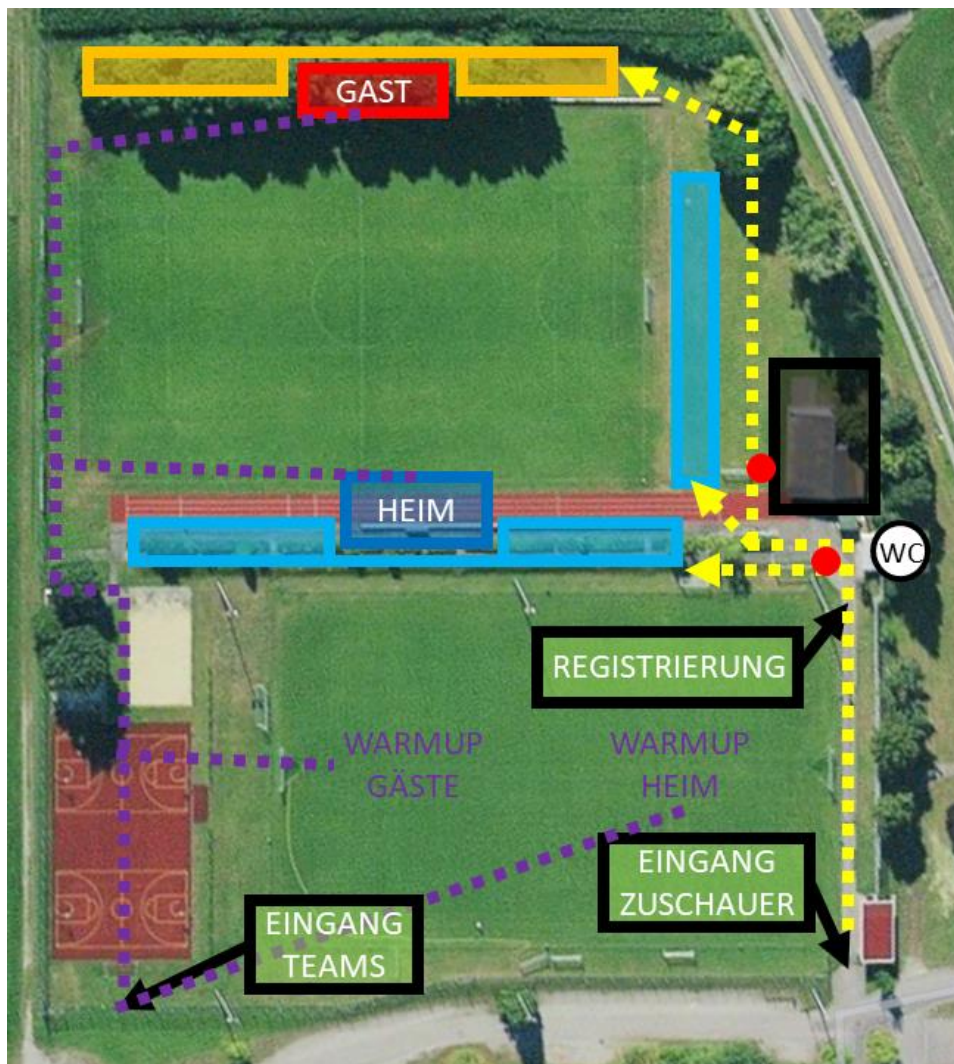 GAST
HEIM
WC
REGISTRIERUNG
WARMUP
GÄSTE
WARMUP
HEIM
EINGANG
ZUSCHAUER
EINGANG
TEAMS